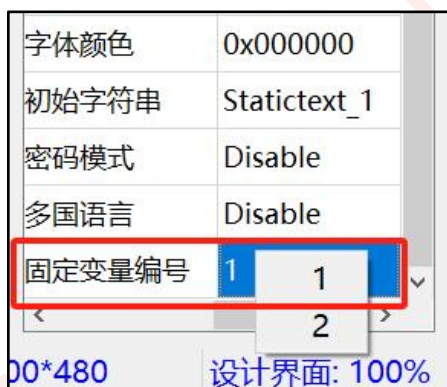 字体颜色 0x000000
初始字符串 Statictext_1
密码模式 Disable
多国语言 Disable
固定变量编号 1
1
2
00*480 设计界面: 100%